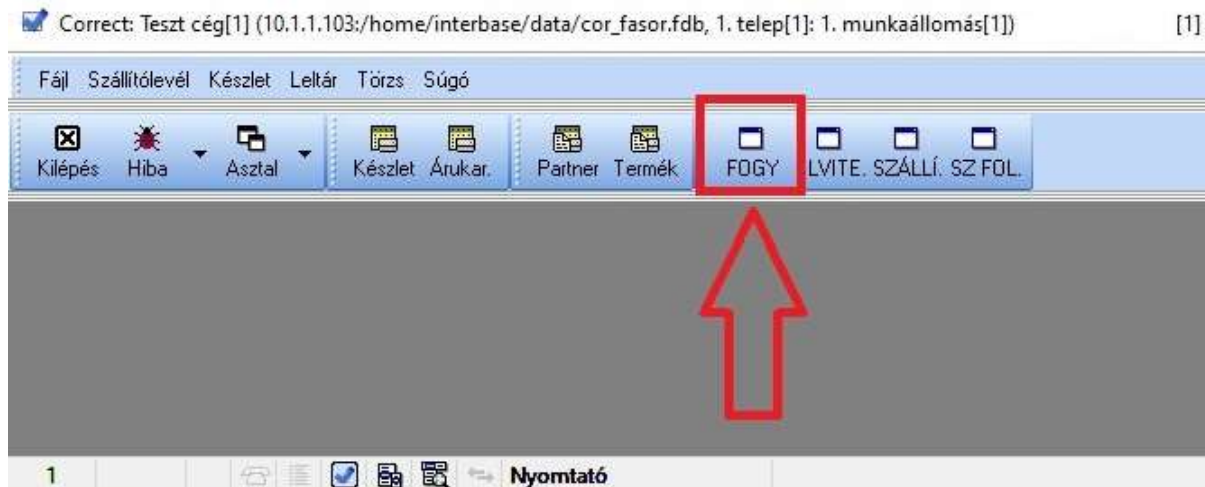 Correct: Teszt cég[1] (10.1.1.103:/home/interbase/data/cor_fasor.fdb, 1. telep[1]: 1. munkaállomás[1]) [1]
Fájl Szállítólevél Készlet Leltár Törzs Súgó
Kilépés Hiba Asztal Készlet Árukar. Partner Termék FOGY LVITE. SZÁLLÍ. SZ FOL.
1 Nyomtató